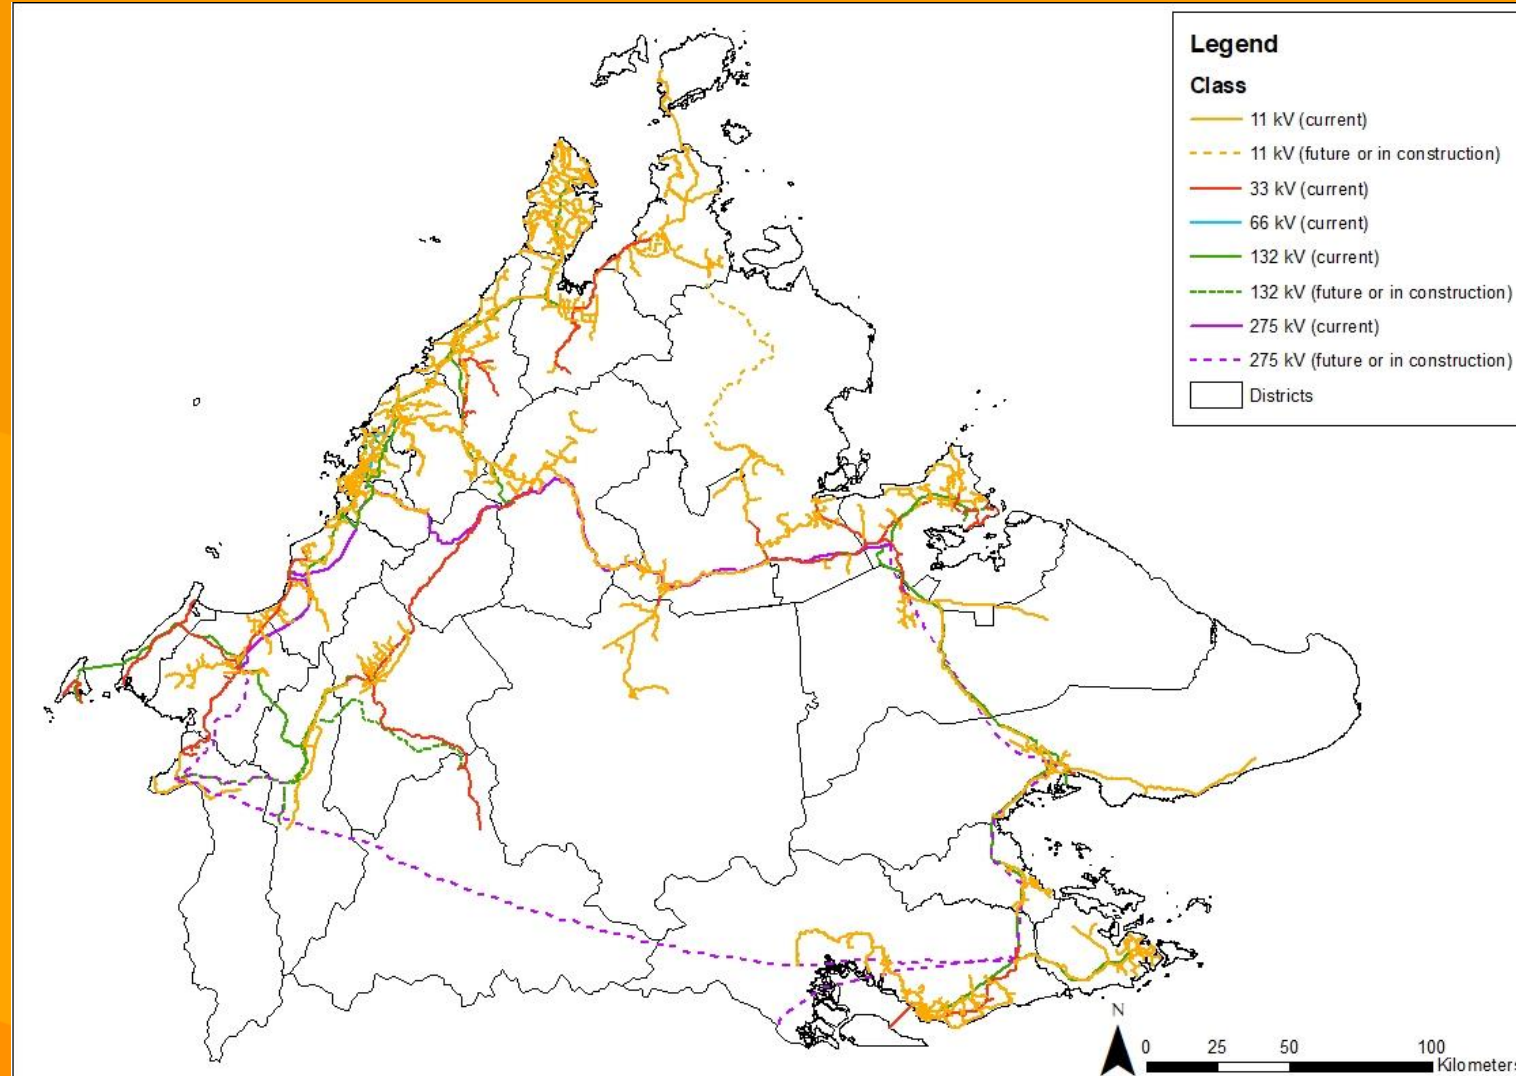 Legend
Class
11 kV (current)
11 kV (future or in construction)
33 kV (current)
66 kV (current)
132 kV (current)
132 kV (future or in construction)
275 kV (current)
275 kV (future or in construction)
Districts
N
0 25 50 100
Kilometers